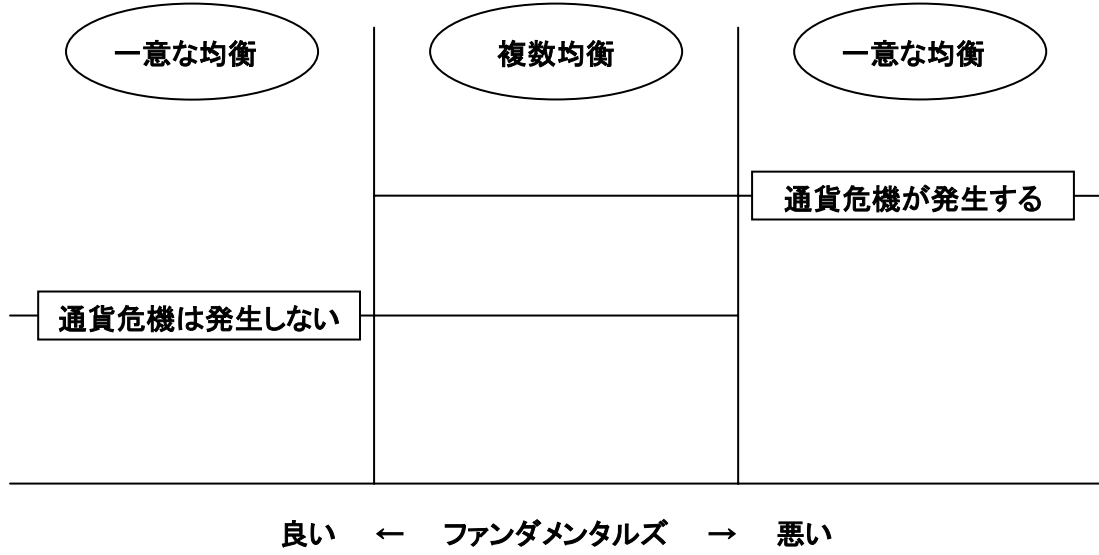 一意な均衡
複数均衡
一意な均衡
通貨危機が発生する
通貨危機は発生しない
良い ← ファンダメンタルズ → 悪い